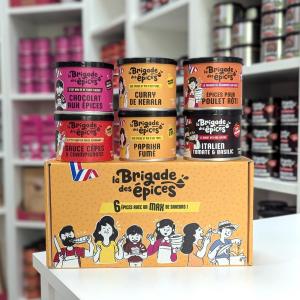 la Brigade
des épices
CHOCOLAT
AUX ÉPICES
la Brigade
des épices
CURRY
DE KERALA
la Brigade
des épices
ÉPICES POUR
POULET RÔTI
la Brigade
des épices
SAUCE CÈPES
& CHAMPIGNONS
la Brigade
des épices
PAPRIKA
FUMÉ
la Brigade
des épices
ITALIEN
TOMATE & BASILIC
la Brigade
des épices
6 ÉPICES AVEC UN MAX DE SAVEURS !